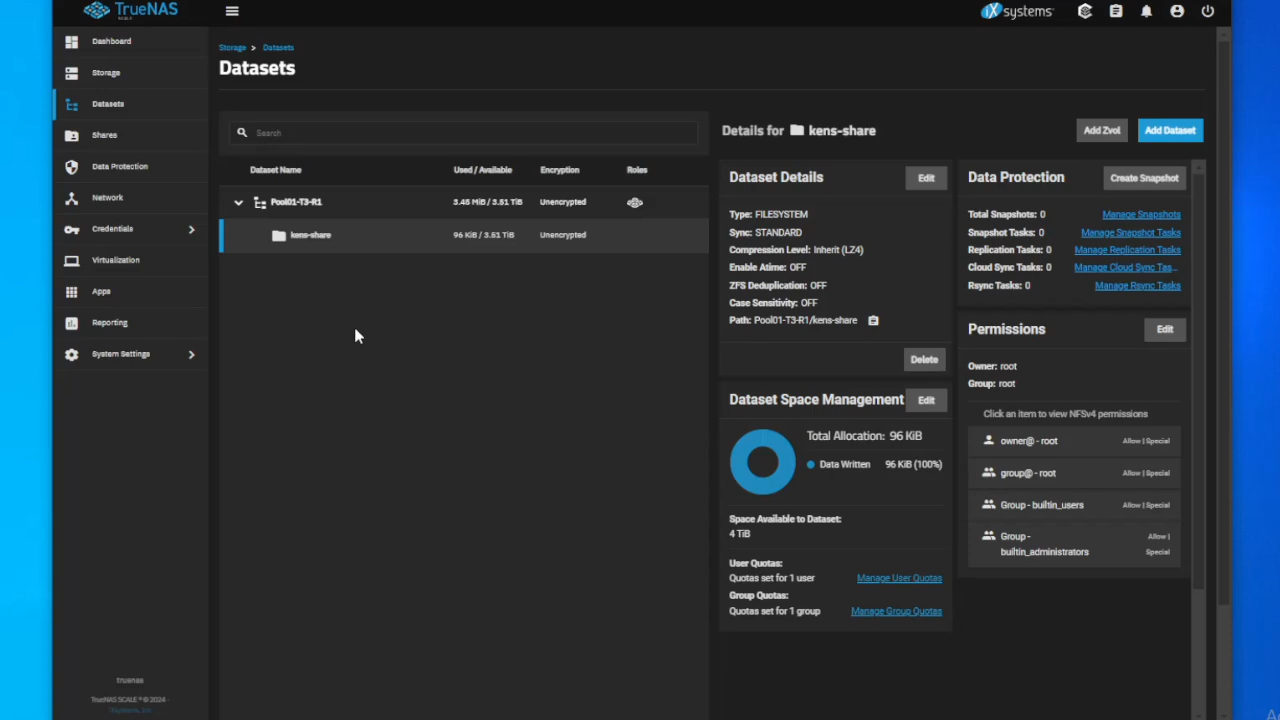 TrueNAS
SCALE
iXsystems
Dashboard
Storage
Datasets
Shares
Data Protection
Network
Credentials
Virtualization
Apps
Reporting
System Settings
truenas
TrueNAS SCALE ® © 2024 -
iXsystems, Inc
Storage > Datasets
Datasets
Search
Dataset Name Used / Available Encryption Roles
Pool01-T3-R1 3.45 MiB / 3.51 TiB Unencrypted
kens-share 96 KiB / 3.51 TiB Unencrypted
Details for kens-share
Add Zvol
Add Dataset
Dataset Details
Edit
Type: FILESYSTEM
Sync: STANDARD
Compression Level: Inherit (LZ4)
Enable Atime: OFF
ZFS Deduplication: OFF
Case Sensitivity: OFF
Path: Pool01-T3-R1/kens-share
Delete
Dataset Space Management
Edit
Total Allocation: 96 KiB
Data Written 96 KiB (100%)
Space Available to Dataset:
4 TiB
User Quotas:
Quotas set for 1 user Manage User Quotas
Group Quotas:
Quotas set for 1 group Manage Group Quotas
Data Protection
Create Snapshot
Total Snapshots: 0 Manage Snapshots
Snapshot Tasks: 0 Manage Snapshot Tasks
Replication Tasks: 0 Manage Replication Tasks
Cloud Sync Tasks: 0 Manage Cloud Sync Tas...
Rsync Tasks: 0 Manage Rsync Tasks
Permissions
Edit
Owner: root
Group: root
Click an item to view NFSv4 permissions
owner@ - root Allow | Special
group@ - root Allow | Special
Group - builtin_users Allow | Special
Group - Allow |
builtin_administrators Special